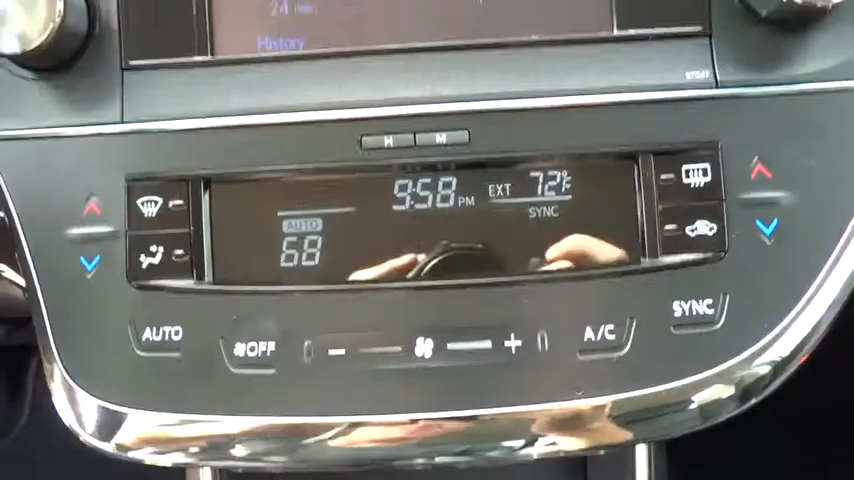 24 
History
H M
9:58 PM EXT 72°F
AUTO SYNC
68
AUTO OFF - + A/C SYNC